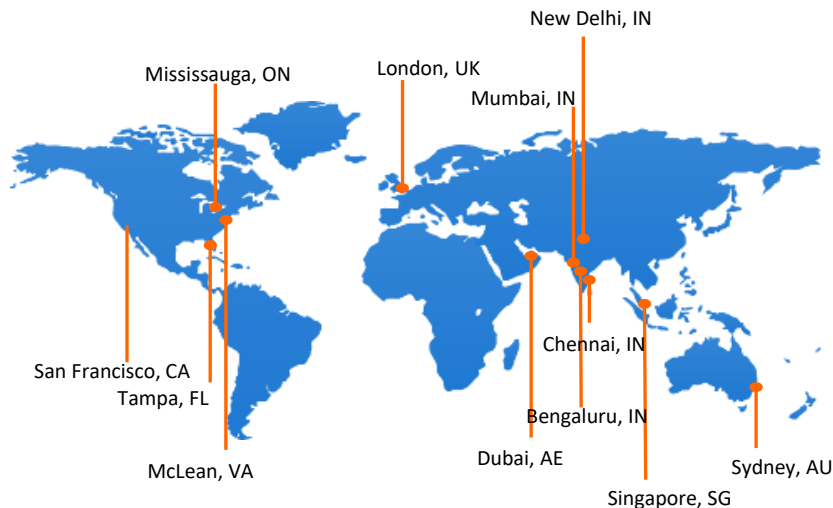 New Delhi, IN
Mississauga, ON
London, UK
Mumbai, IN
Chennai, IN
San Francisco, CA
Tampa, FL
Bengaluru, IN
Dubai, AE
McLean, VA
Sydney, AU
Singapore, SG